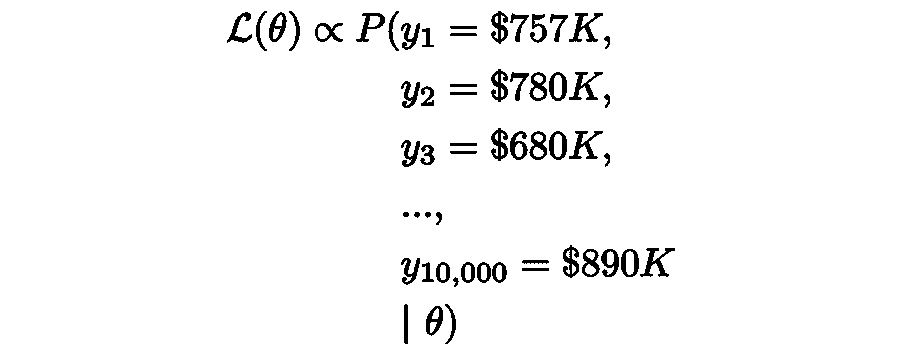 ℒ(θ) ∝ P(y₁ = $757K,
y₂ = $780K,
y₃ = $680K,
...,
y₁₀,₀₀₀ = $890K
| θ)